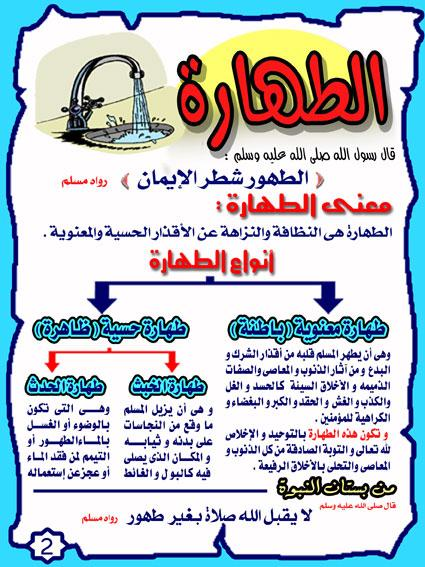 الطهارة
قال رسول الله صلى الله عليه وسلم :
﴿ الطهور شطر الإيمان ﴾ رواه مسلم
معنى الطهارة :
الطهارة هى النظافة والنزاهة عن الأقذار الحسية والمعنوية .
أنواع الطهارة
طهارة معنوية ( باطنة )
وهى أن يطهر المسلم قلبه من أقذار الشرك و
البدع و من آثار الذنوب و المعاصى والصفات
الذميمه و الأخلاق السيئة كالحسد و الغل
والكذب و الغش و الحقد و الكبر و البغضاء و
الكراهية للمؤمنين .
و تكون هذه الطهارة بالتوحيد و الإخلاص
لله تعالى و التوبة الصادقة من كل الذنوب و
المعاصى والتحلى بالأخلاق الرفيعة .
طهارة حسية ( ظاهرة )
طهارة الخبث
و هى أن يزيل المسلم
ما وقع من النجاسات
على بدنه و ثيابه
و المكان الذى يصلى
فيه كالبول و الغائط
طهارة الحدث
وهى التى تكون
بالوضوء أو الغسل
بالماء الطهور أو
التيمم لمن فقد الماء
أو عجز عن إستعماله
من بستان النبوة
قال صلى الله عليه وسلم
لا يقبل الله صلاة بغير طهور رواه مسلم
2